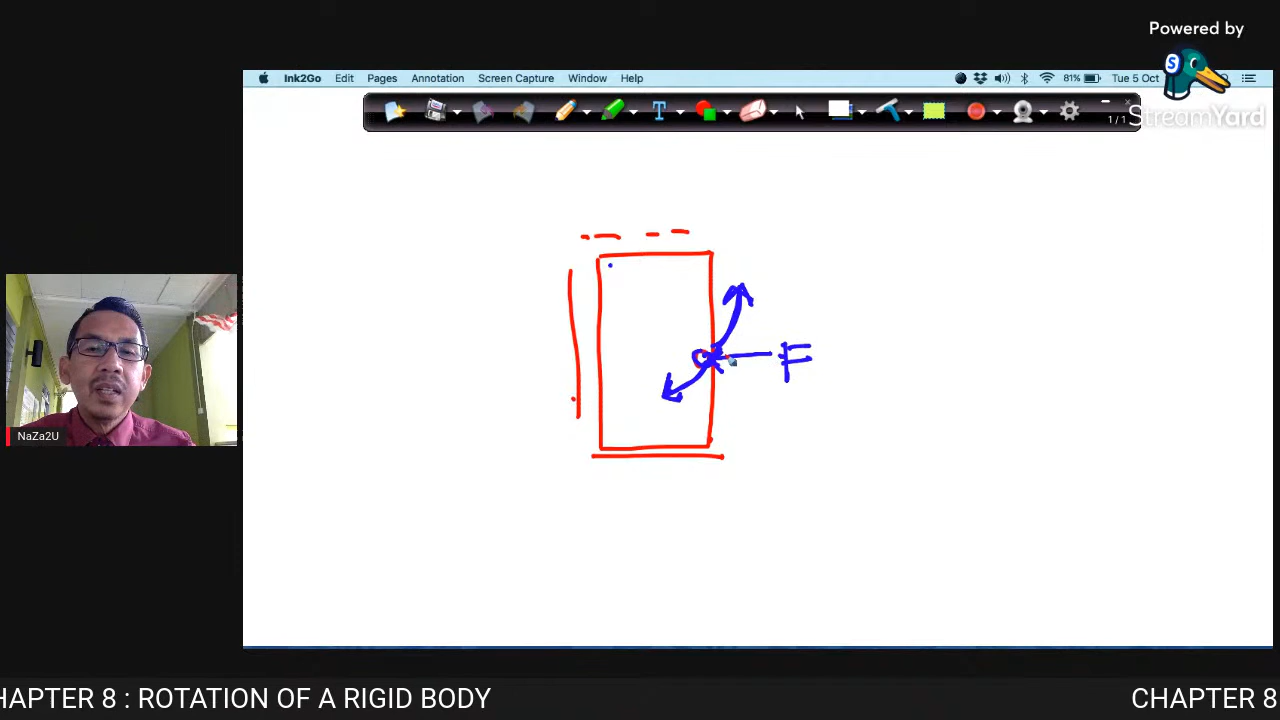 Powered by
S
StreamYard
Ink2Go Edit Pages Annotation Screen Capture Window Help 81% Tue 5 Oct
T
1 / 1
F
NaZa2U
HAPTER 8 : ROTATION OF A RIGID BODY CHAPTER 8